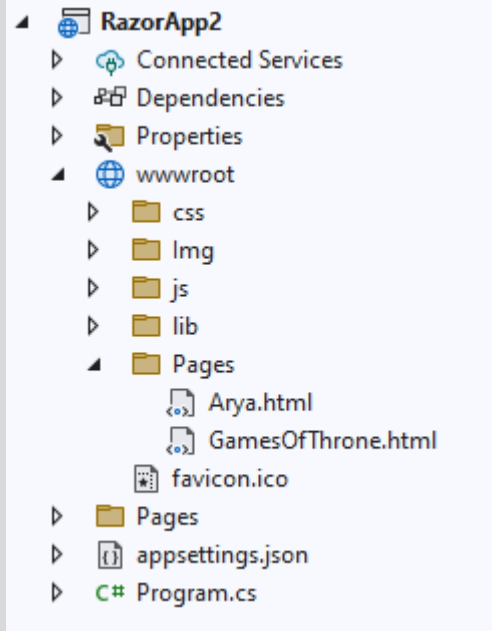 RazorApp2
Connected Services
Dependencies
Properties
wwwroot
css
Img
js
lib
Pages
Arya.html
GamesOfThrone.html
favicon.ico
Pages
appsettings.json
C# Program.cs